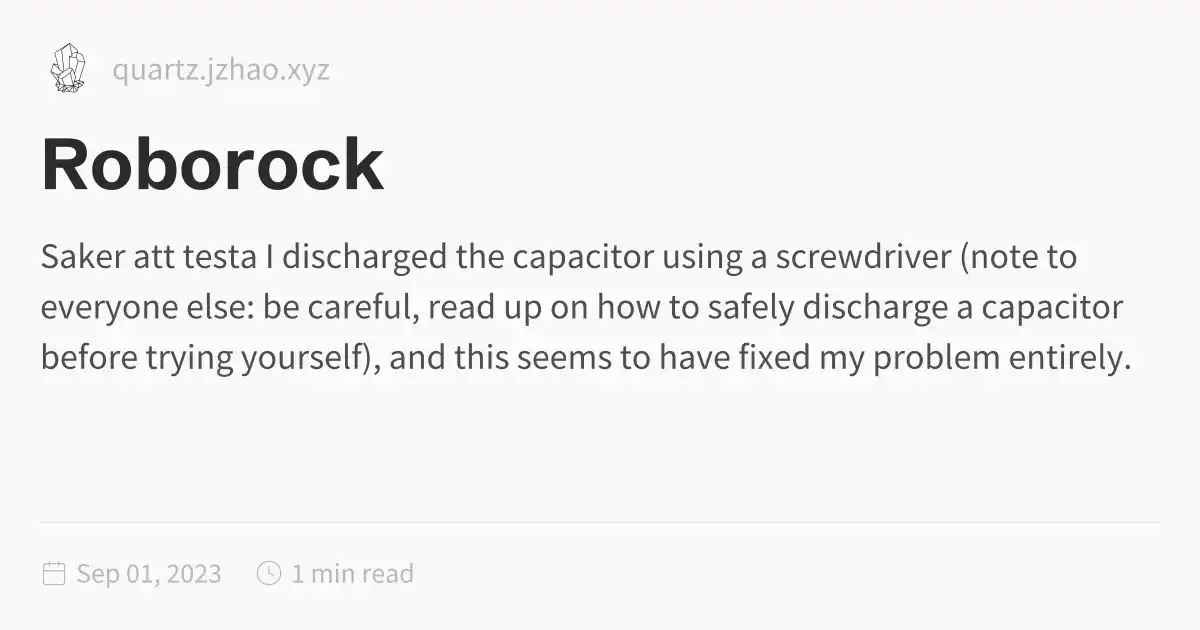 quartz.jzhao.xyz
Roborock
Saker att testa I discharged the capacitor using a screwdriver (note to
everyone else: be careful, read up on how to safely discharge a capacitor
before trying yourself), and this seems to have fixed my problem entirely.
Sep 01, 2023 1 min read